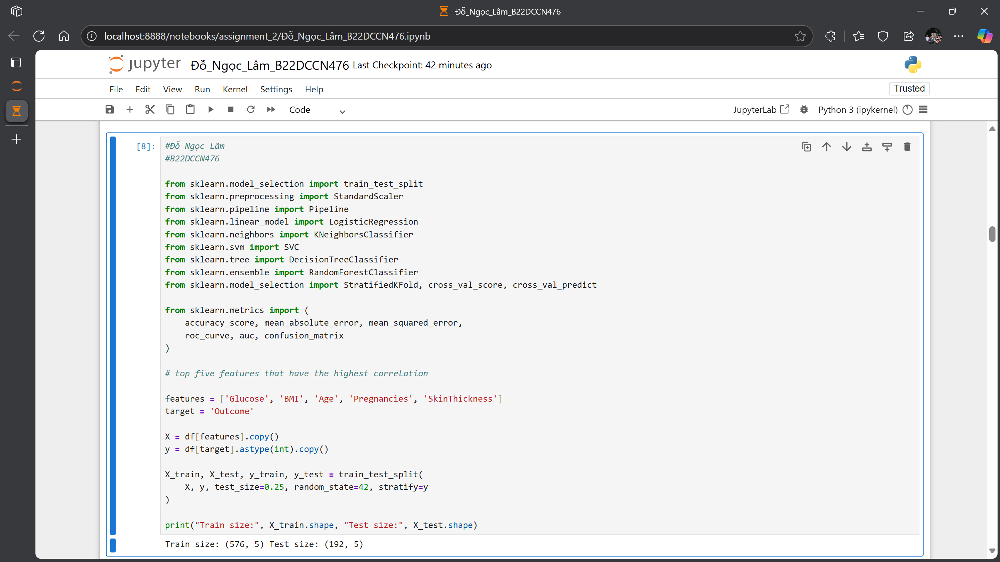 Đỗ_Ngọc_Lâm_B22DCCN476
localhost:8888/notebooks/assignment_2/Đỗ_Ngọc_Lâm_B22DCCN476.ipynb
jupyter Đỗ_Ngọc_Lâm_B22DCCN476 Last Checkpoint: 42 minutes ago
File Edit View Run Kernel Settings Help Trusted
Code JupyterLab Python 3 (ipykernel)
[8]: #Đỗ Ngọc Lâm
#B22DCCN476
from sklearn.model_selection import train_test_split
from sklearn.preprocessing import StandardScaler
from sklearn.pipeline import Pipeline
from sklearn.linear_model import LogisticRegression
from sklearn.neighbors import KNeighborsClassifier
from sklearn.svm import SVC
from sklearn.tree import DecisionTreeClassifier
from sklearn.ensemble import RandomForestClassifier
from sklearn.model_selection import StratifiedKFold, cross_val_score, cross_val_predict
from sklearn.metrics import (
    accuracy_score, mean_absolute_error, mean_squared_error,
    roc_curve, auc, confusion_matrix
)
# top five features that have the highest correlation
features = ['Glucose', 'BMI', 'Age', 'Pregnancies', 'SkinThickness']
target = 'Outcome'
X = df[features].copy()
y = df[target].astype(int).copy()
X_train, X_test, y_train, y_test = train_test_split(
    X, y, test_size=0.25, random_state=42, stratify=y
)
print("Train size:", X_train.shape, "Test size:", X_test.shape)
Train size: (576, 5) Test size: (192, 5)